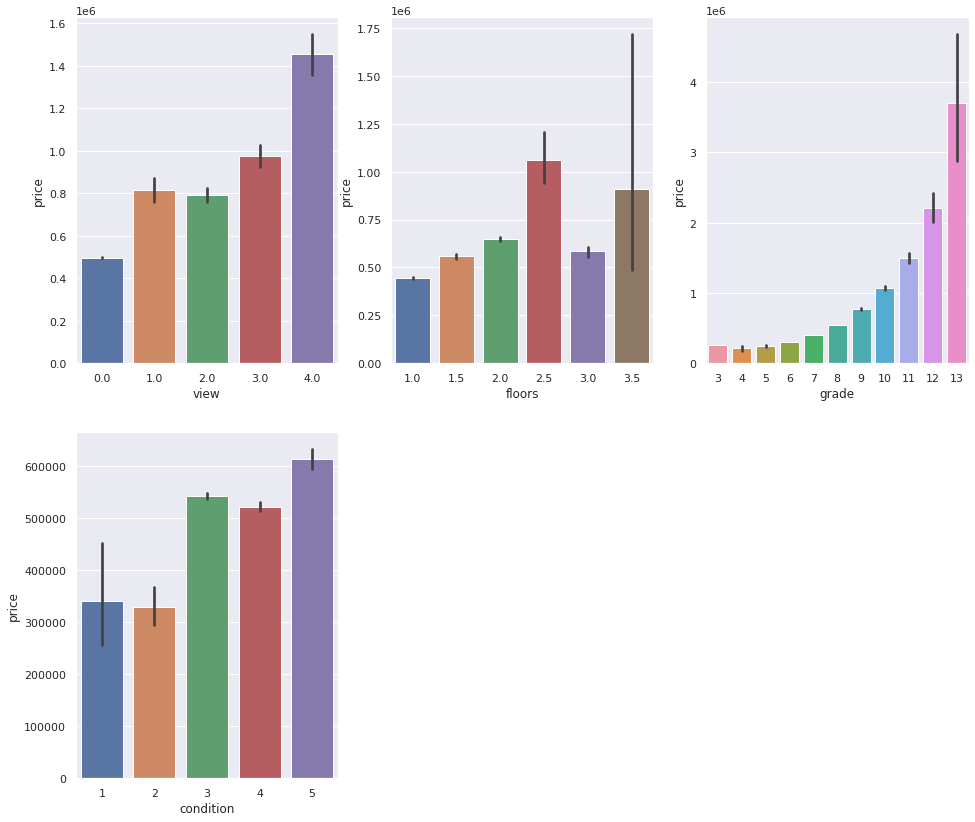 1e6
1.6
1.4
1.2
1.0
0.8
0.6
0.4
0.2
0.0
price
0.0 1.0 2.0 3.0 4.0
view
1e6
1.75
1.50
1.25
1.00
0.75
0.50
0.25
0.00
price
1.0 1.5 2.0 2.5 3.0 3.5
floors
1e6
4
3
2
1
0
price
3 4 5 6 7 8 9 10 11 12 13
grade
600000
500000
400000
300000
200000
100000
0
price
1 2 3 4 5
condition